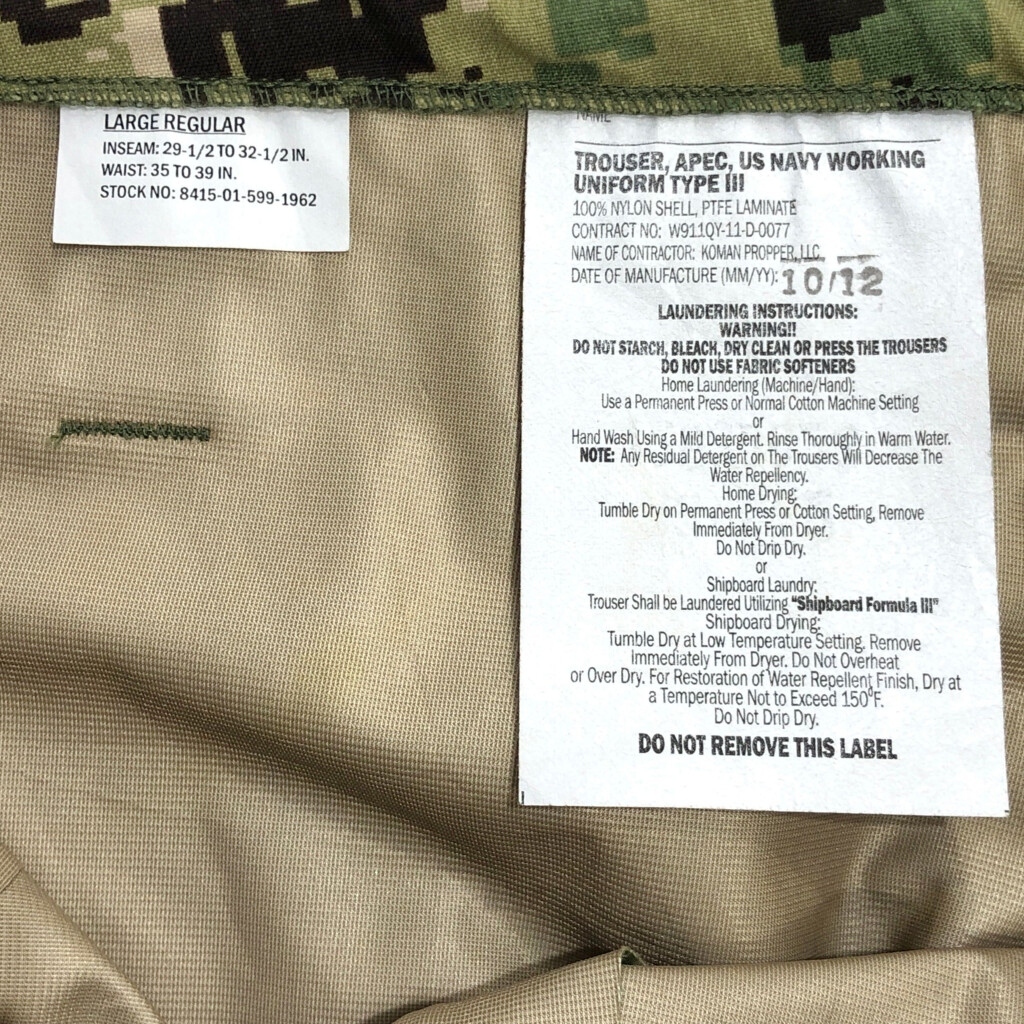 LARGE REGULAR
INSEAM: 29-1/2 TO 32-1/2 IN.
WAIST: 35 TO 39 IN.
STOCK NO: 8415-01-599-1962
NAME
TROUSER, APEC, US NAVY WORKING
UNIFORM TYPE III
100% NYLON SHELL, PTFE LAMINATE
CONTRACT NO: W911QY-11-D-0077
NAME OF CONTRACTOR: KOMAN PROPPER, LLC.
DATE OF MANUFACTURE (MM/YY): 10/12
LAUNDERING INSTRUCTIONS:
WARNING!!
DO NOT STARCH, BLEACH, DRY CLEAN OR PRESS THE TROUSERS
DO NOT USE FABRIC SOFTENERS
Home Laundering (Machine/Hand):
Use a Permanent Press or Normal Cotton Machine Setting
or
Hand Wash Using a Mild Detergent. Rinse Thoroughly in Warm Water.
NOTE: Any Residual Detergent on The Trousers Will Decrease The
Water Repellency.
Home Drying:
Tumble Dry on Permanent Press or Cotton Setting, Remove
Immediately From Dryer.
Do Not Drip Dry.
or
Shipboard Laundry:
Trouser Shall be Laundered Utilizing "Shipboard Formula III"
Shipboard Drying:
Tumble Dry at Low Temperature Setting. Remove
Immediately From Dryer. Do Not Overheat
or Over Dry. For Restoration of Water Repellent Finish, Dry at
a Temperature Not to Exceed 150⁰F.
Do Not Drip Dry.
DO NOT REMOVE THIS LABEL